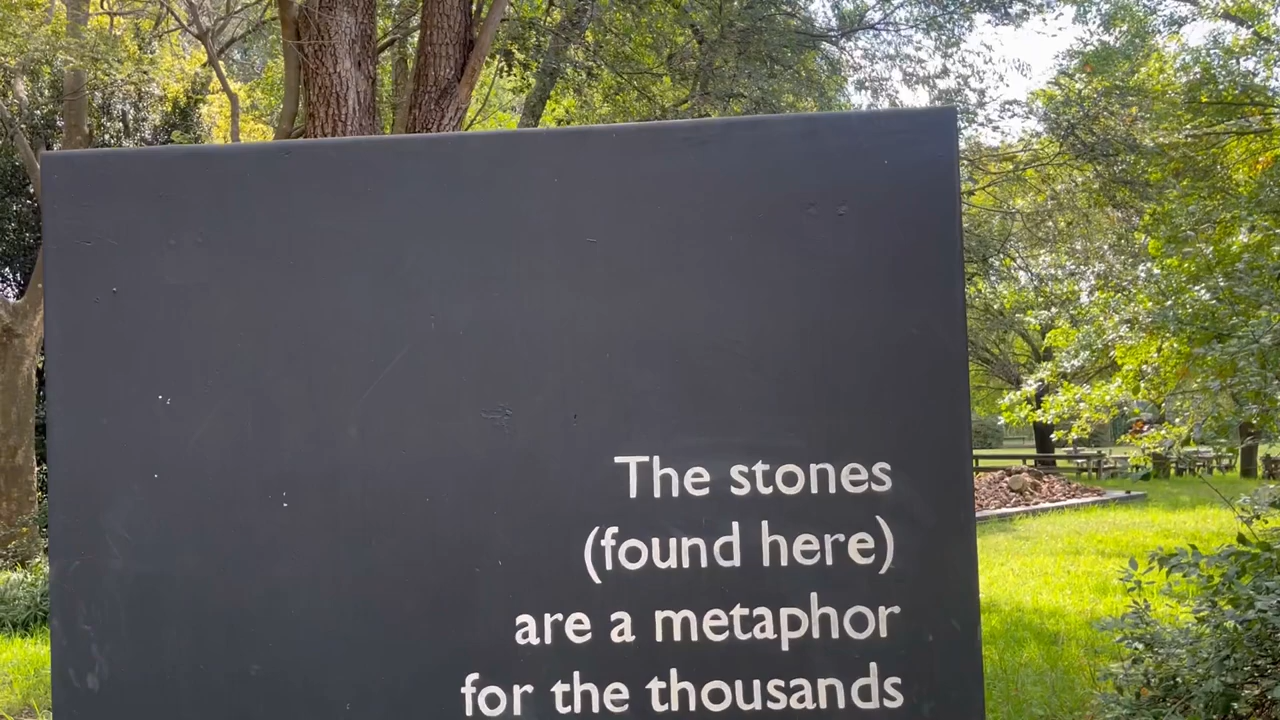 The stones
(found here)
are a metaphor
for the thousands